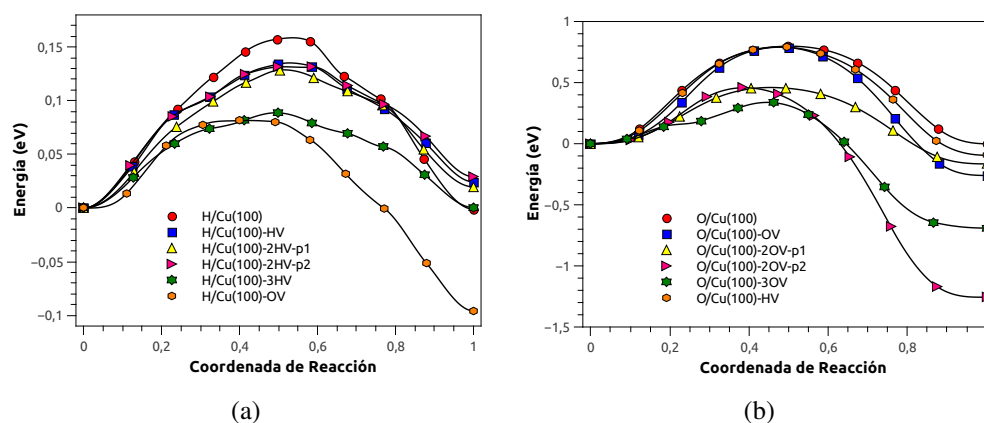 0,15
0,1
0,05
0
−0,05
−0,1
Energía (eV)
H/Cu(100)
H/Cu(100)-HV
H/Cu(100)-2HV-p1
H/Cu(100)-2HV-p2
H/Cu(100)-3HV
H/Cu(100)-OV
0 0,2 0,4 0,6 0,8 1
Coordenada de Reacción
(a)
1
0,5
0
−0,5
−1
−1,5
Energía (eV)
O/Cu(100)
O/Cu(100)-OV
O/Cu(100)-2OV-p1
O/Cu(100)-2OV-p2
O/Cu(100)-3OV
O/Cu(100)-HV
0 0,2 0,4 0,6 0,8
Coordenada de Reacción
(b)